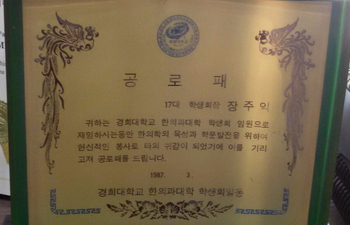 공로패
17대 학생회장 장주익
귀하는 경희대학교 한의과대학 학생회 임원으로
재임하시는동안 한의학의 육성과 학문발전을 위하여
헌신적인 봉사로 타의 귀감이 되었기에 이를 기리
고저 공로패를 드립니다.
1987. 3.
경희대학교 한의과대학 학생회일동